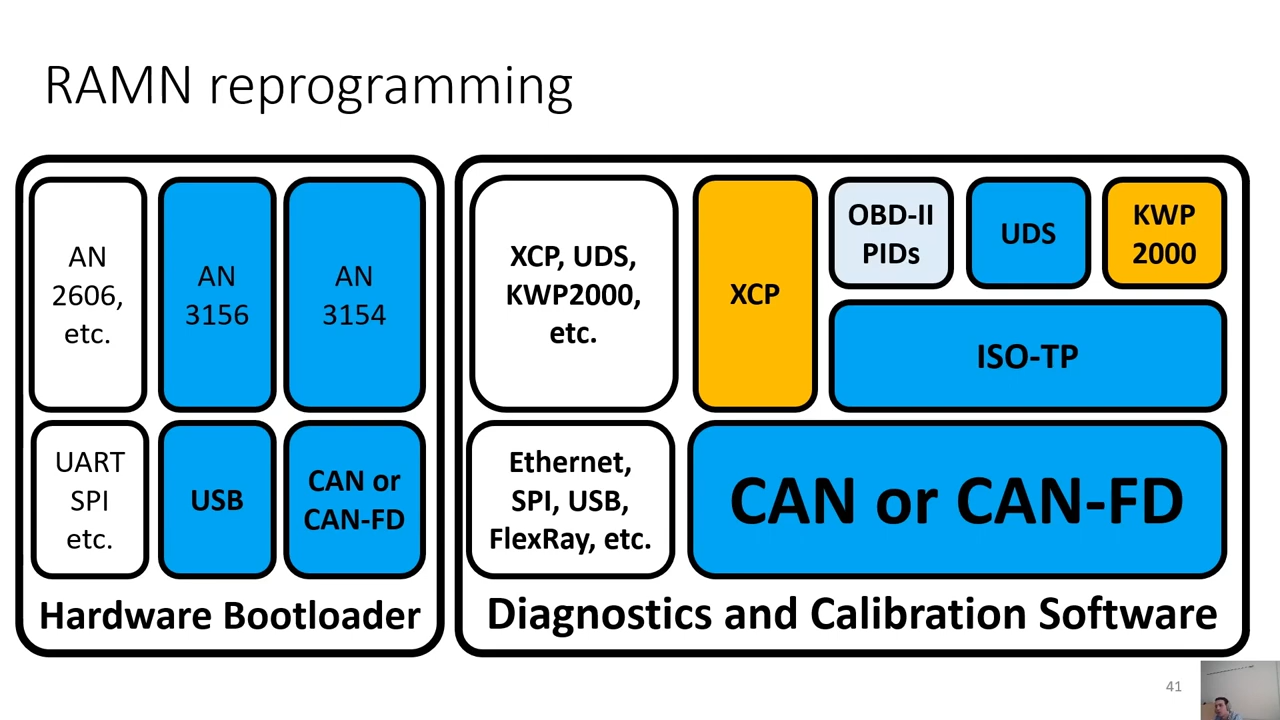 RAMN reprogramming
AN
2606,
etc.
AN
3156
AN
3154
UART
SPI
etc.
USB
CAN or
CAN-FD
Hardware Bootloader
XCP, UDS,
KWP2000,
etc.
XCP
OBD-II
PIDs
UDS
KWP
2000
ISO-TP
Ethernet,
SPI, USB,
FlexRay, etc.
CAN or CAN-FD
Diagnostics and Calibration Software
41